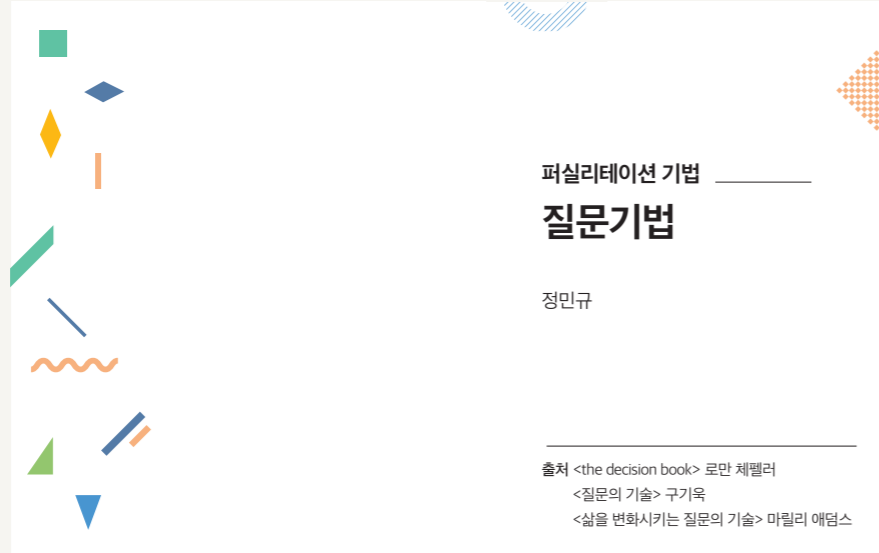 퍼실리테이션 기법
질문기법
정민규
출처 <the decision book> 로만 체펠러
<질문의 기술> 구기욱
<삶을 변화시키는 질문의 기술> 마릴리 애덤스